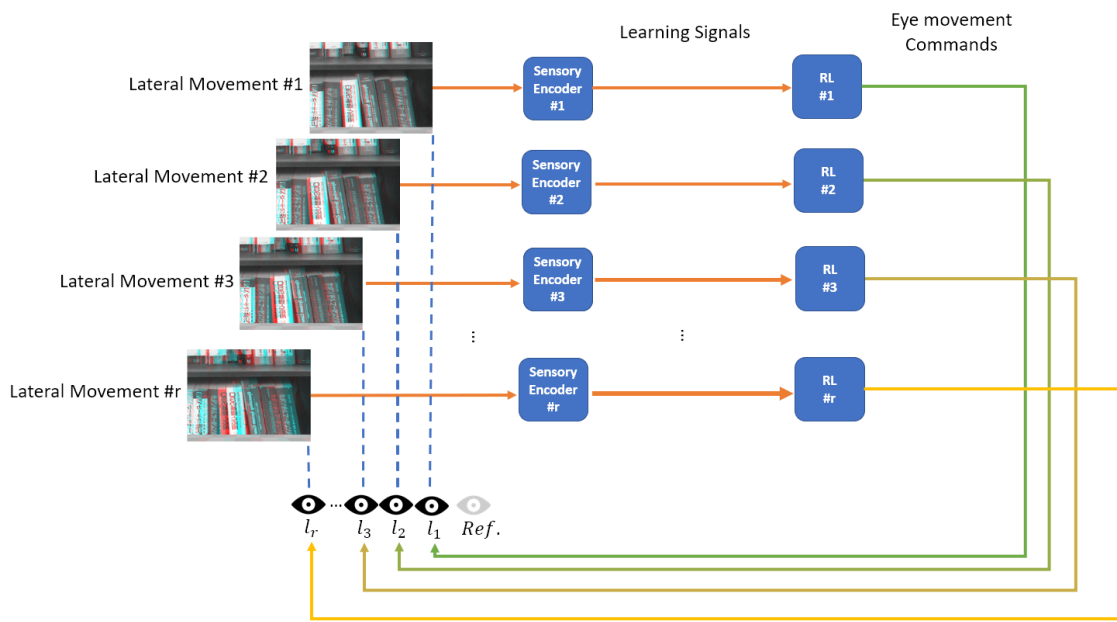 Learning Signals
Eye movement
Commands
Lateral Movement #1
Sensory
Encoder
#1
RL
#1
Lateral Movement #2
Sensory
Encoder
#2
RL
#2
Lateral Movement #3
Sensory
Encoder
#3
RL
#3
...
...
Lateral Movement #r
Sensory
Encoder
#r
RL
#r
...
l_r
l_3
l_2
l_1
Ref.